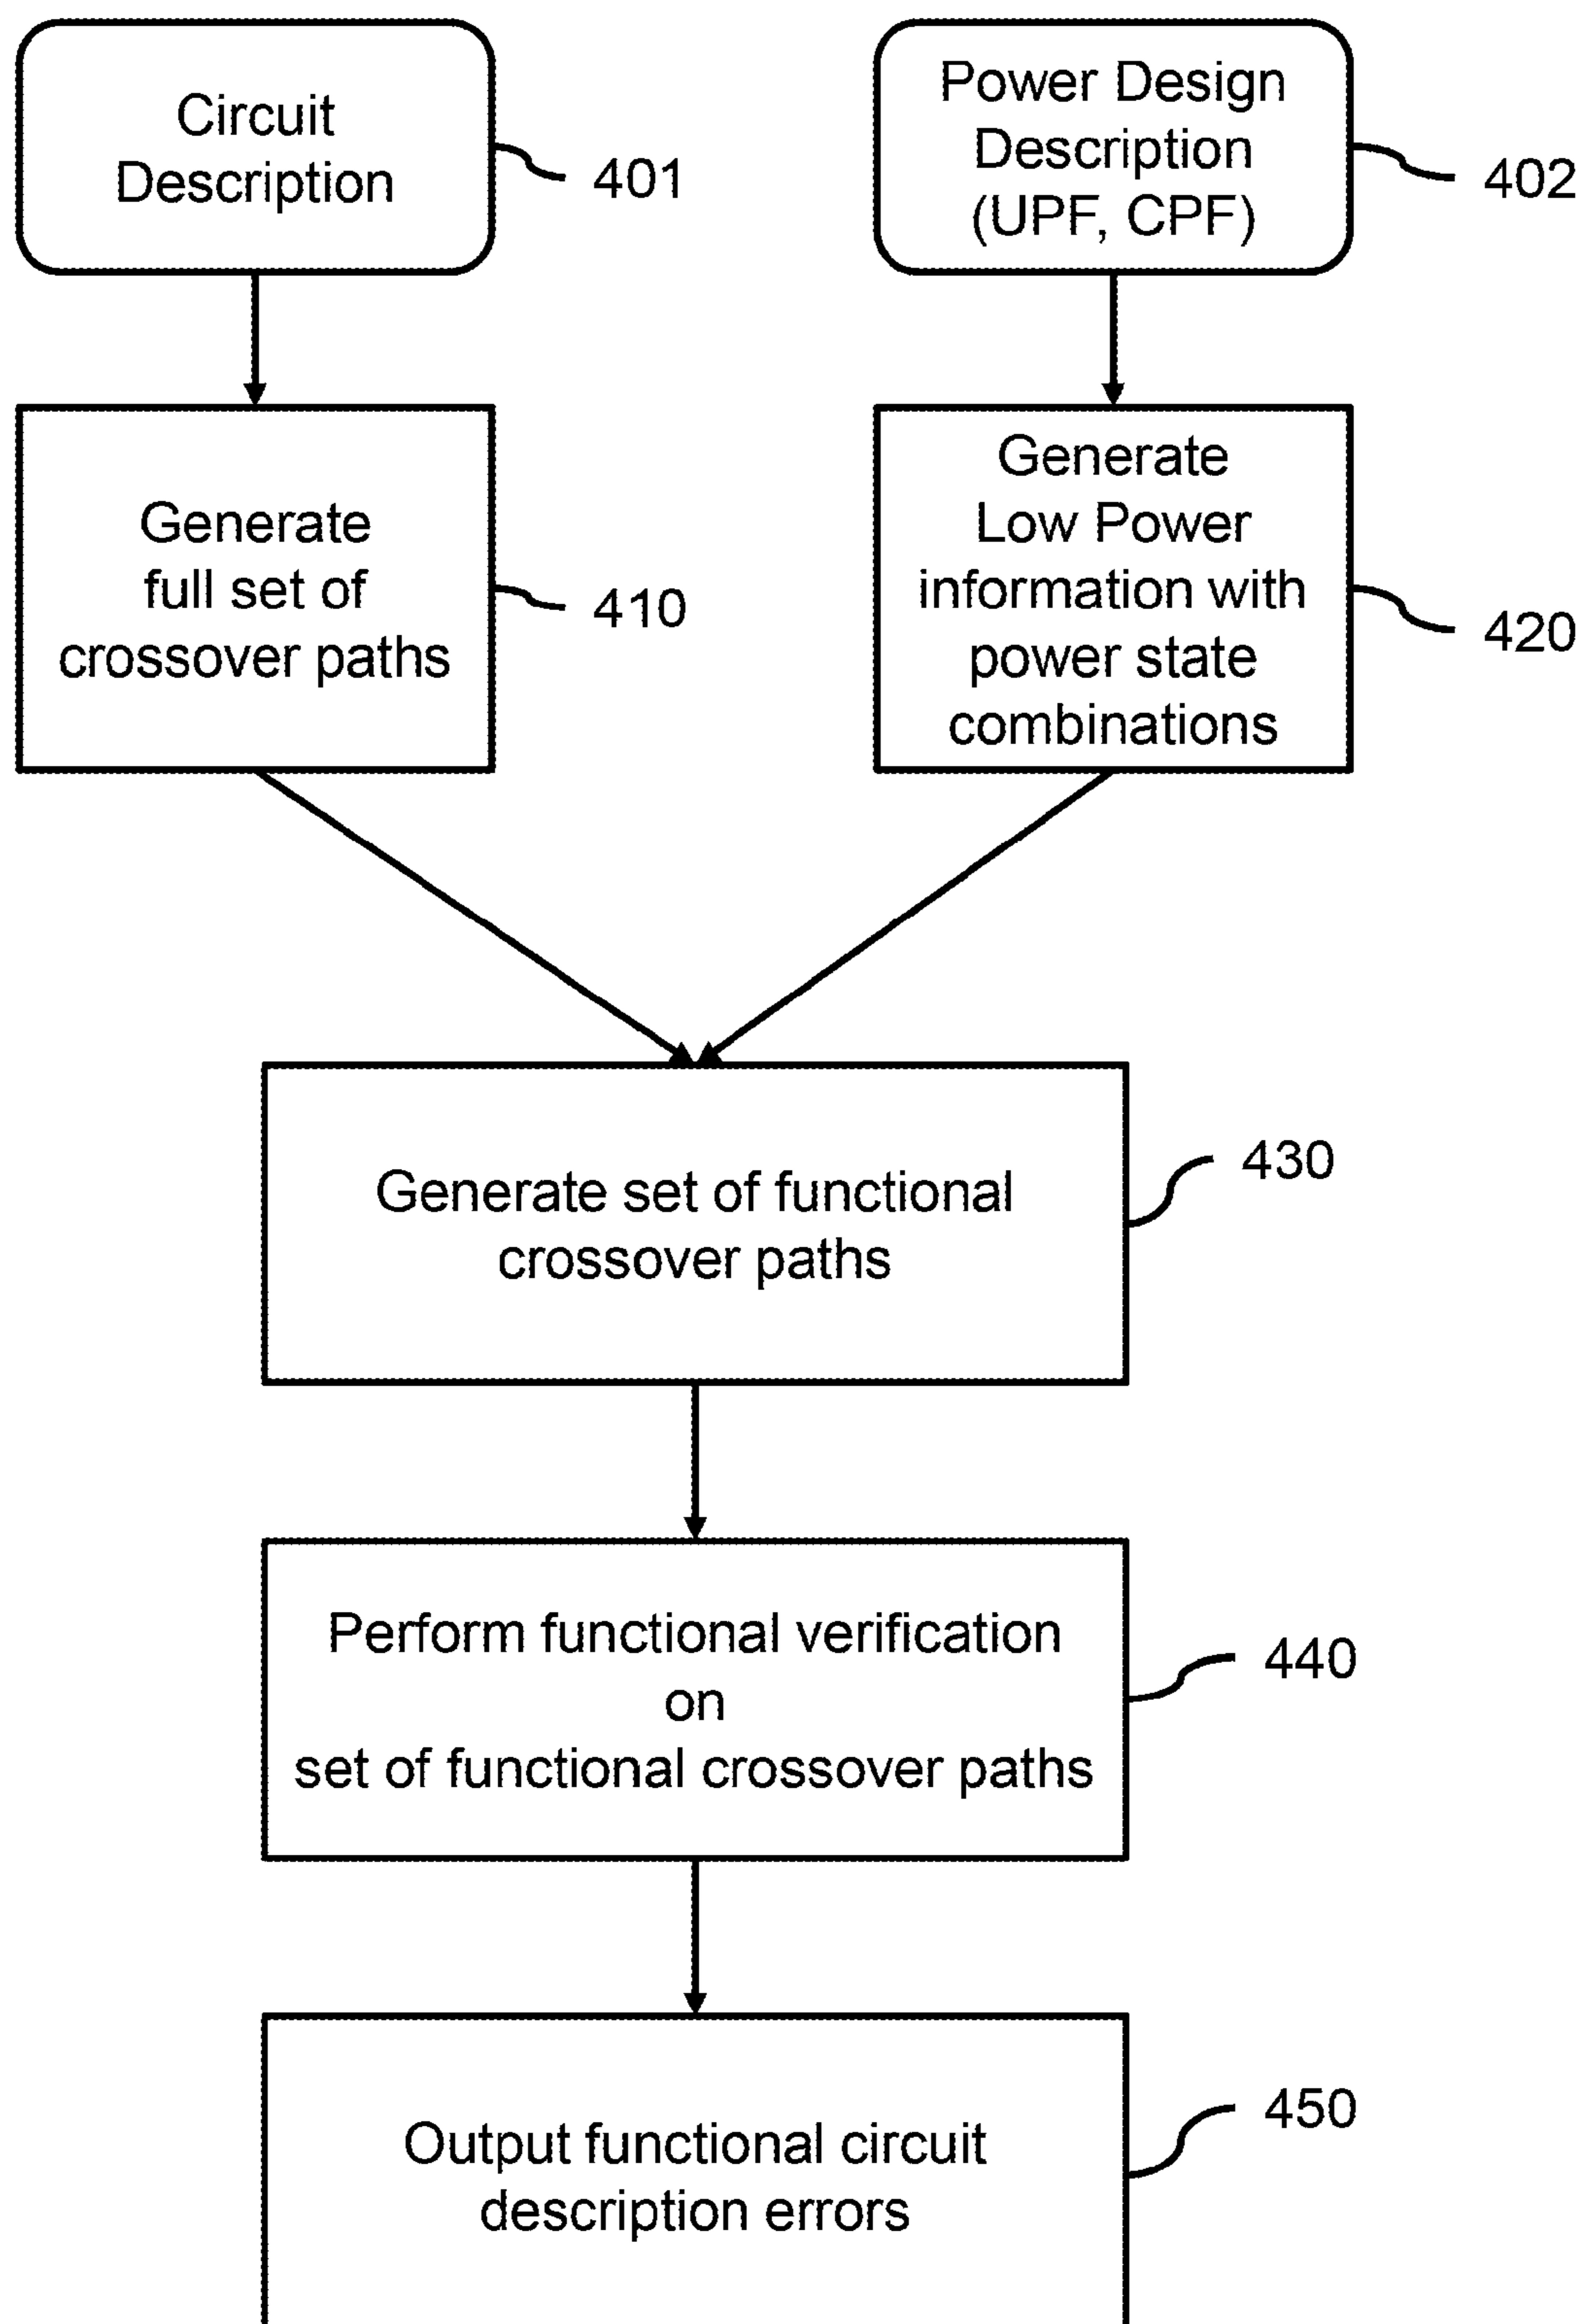 Circuit
Description
401
Power Design
Description
(UPF, CPF)
402
Generate
full set of
crossover paths
410
Generate
Low Power
information with
power state
combinations
420
Generate set of functional
crossover paths
430
Perform functional verification
on
set of functional crossover paths
440
Output functional circuit
description errors
450